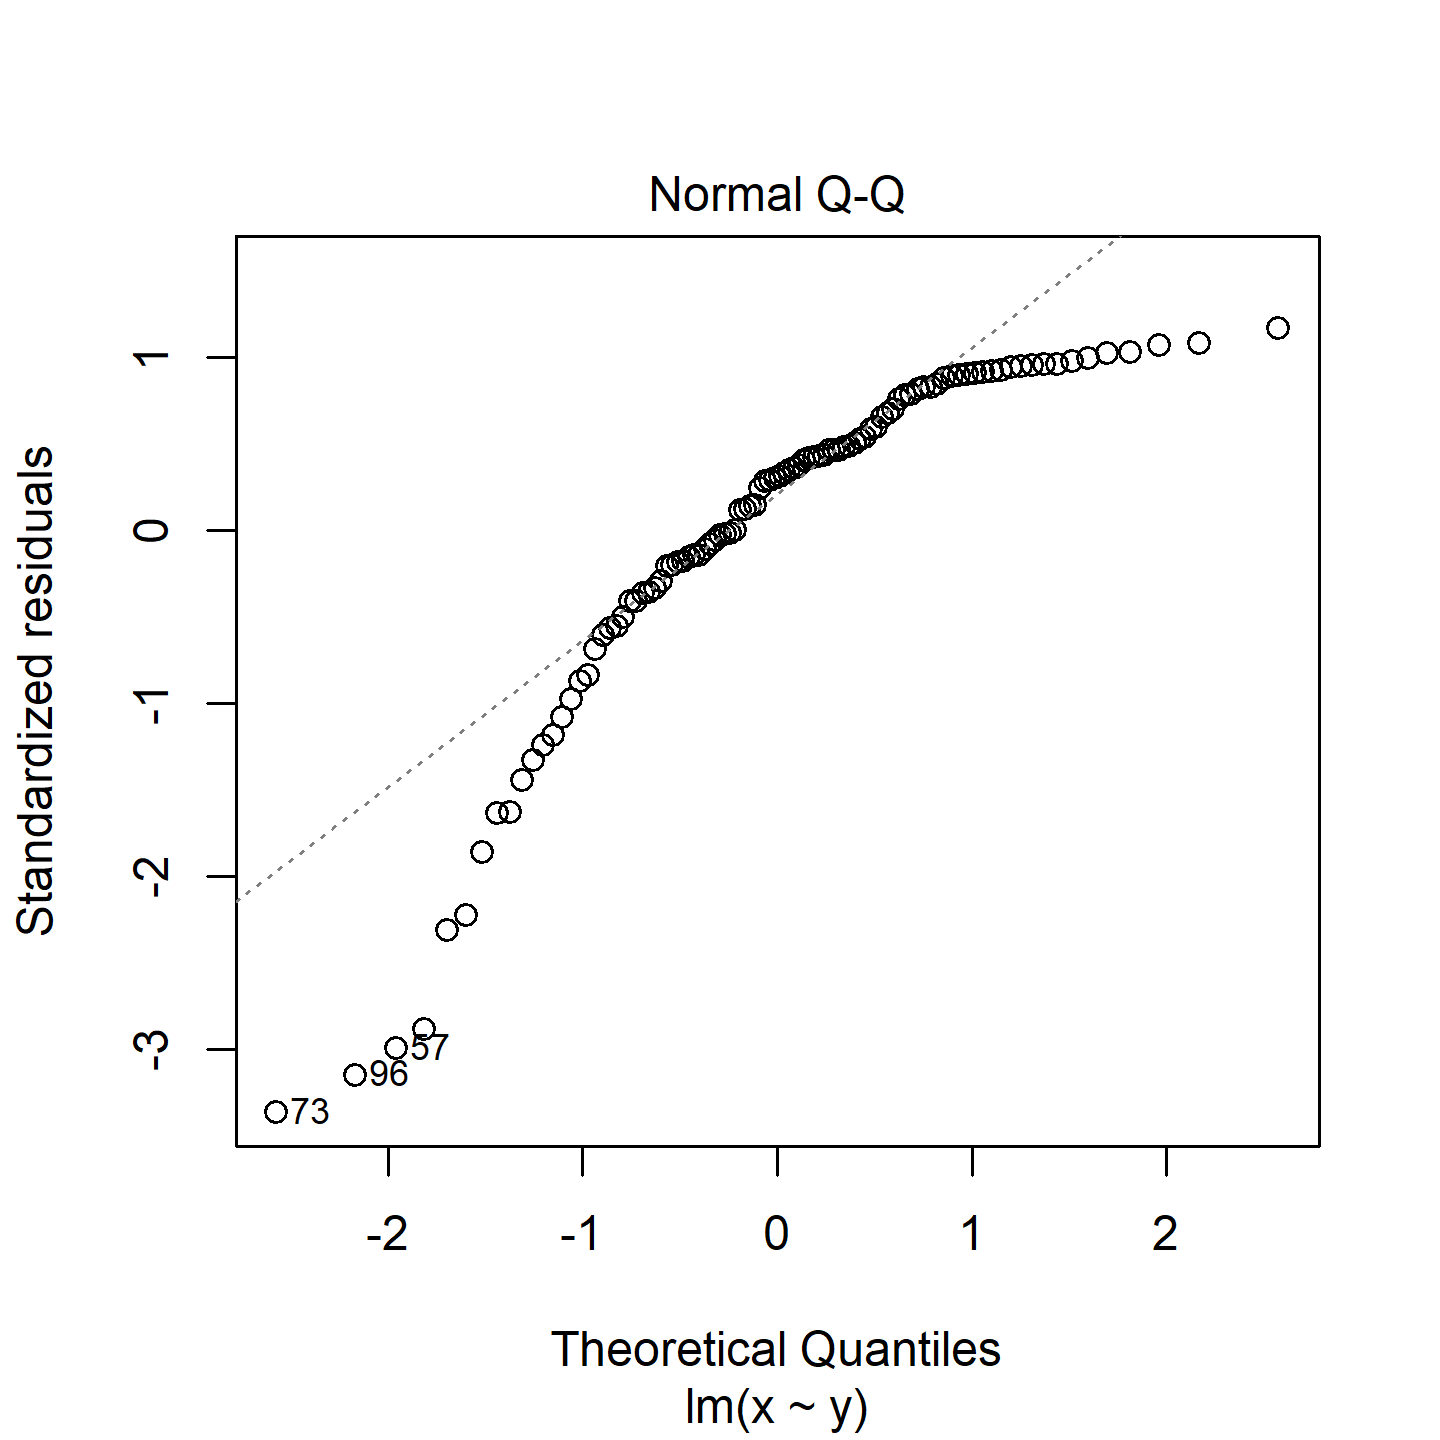 Normal Q-Q
Standardized residuals
1
0
-1
-2
-3
57
96
73
-2 -1 0 1 2
Theoretical Quantiles
lm(x ~ y)